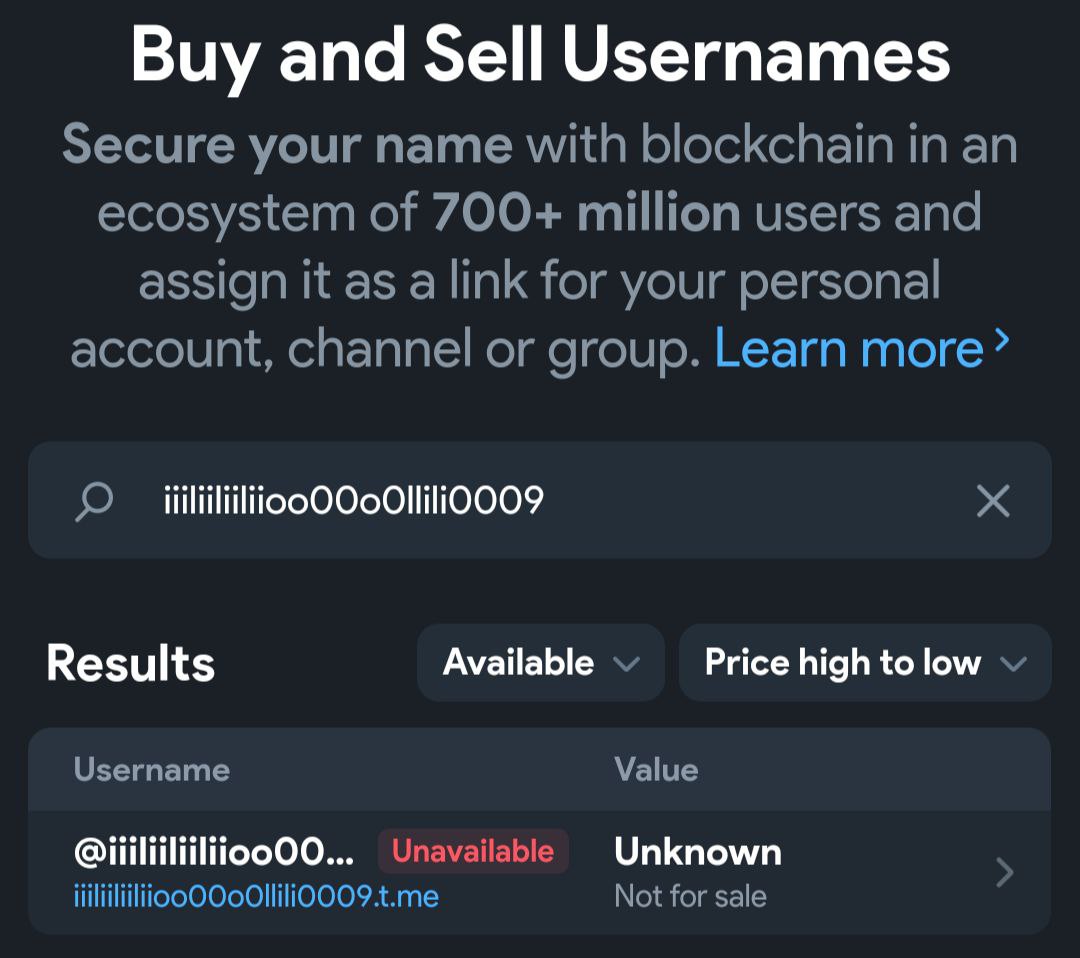 Buy and Sell Usernames
Secure your name with blockchain in an
ecosystem of 700+ million users and
assign it as a link for your personal
account, channel or group. Learn more
iiiliiliiliioo00o0llili0009
Results
Available
Price high to low
Username
Value
@iiiliiliiliioo00...
Unavailable
Unknown
iiiliiliiliioo00o0llili0009.t.me
Not for sale